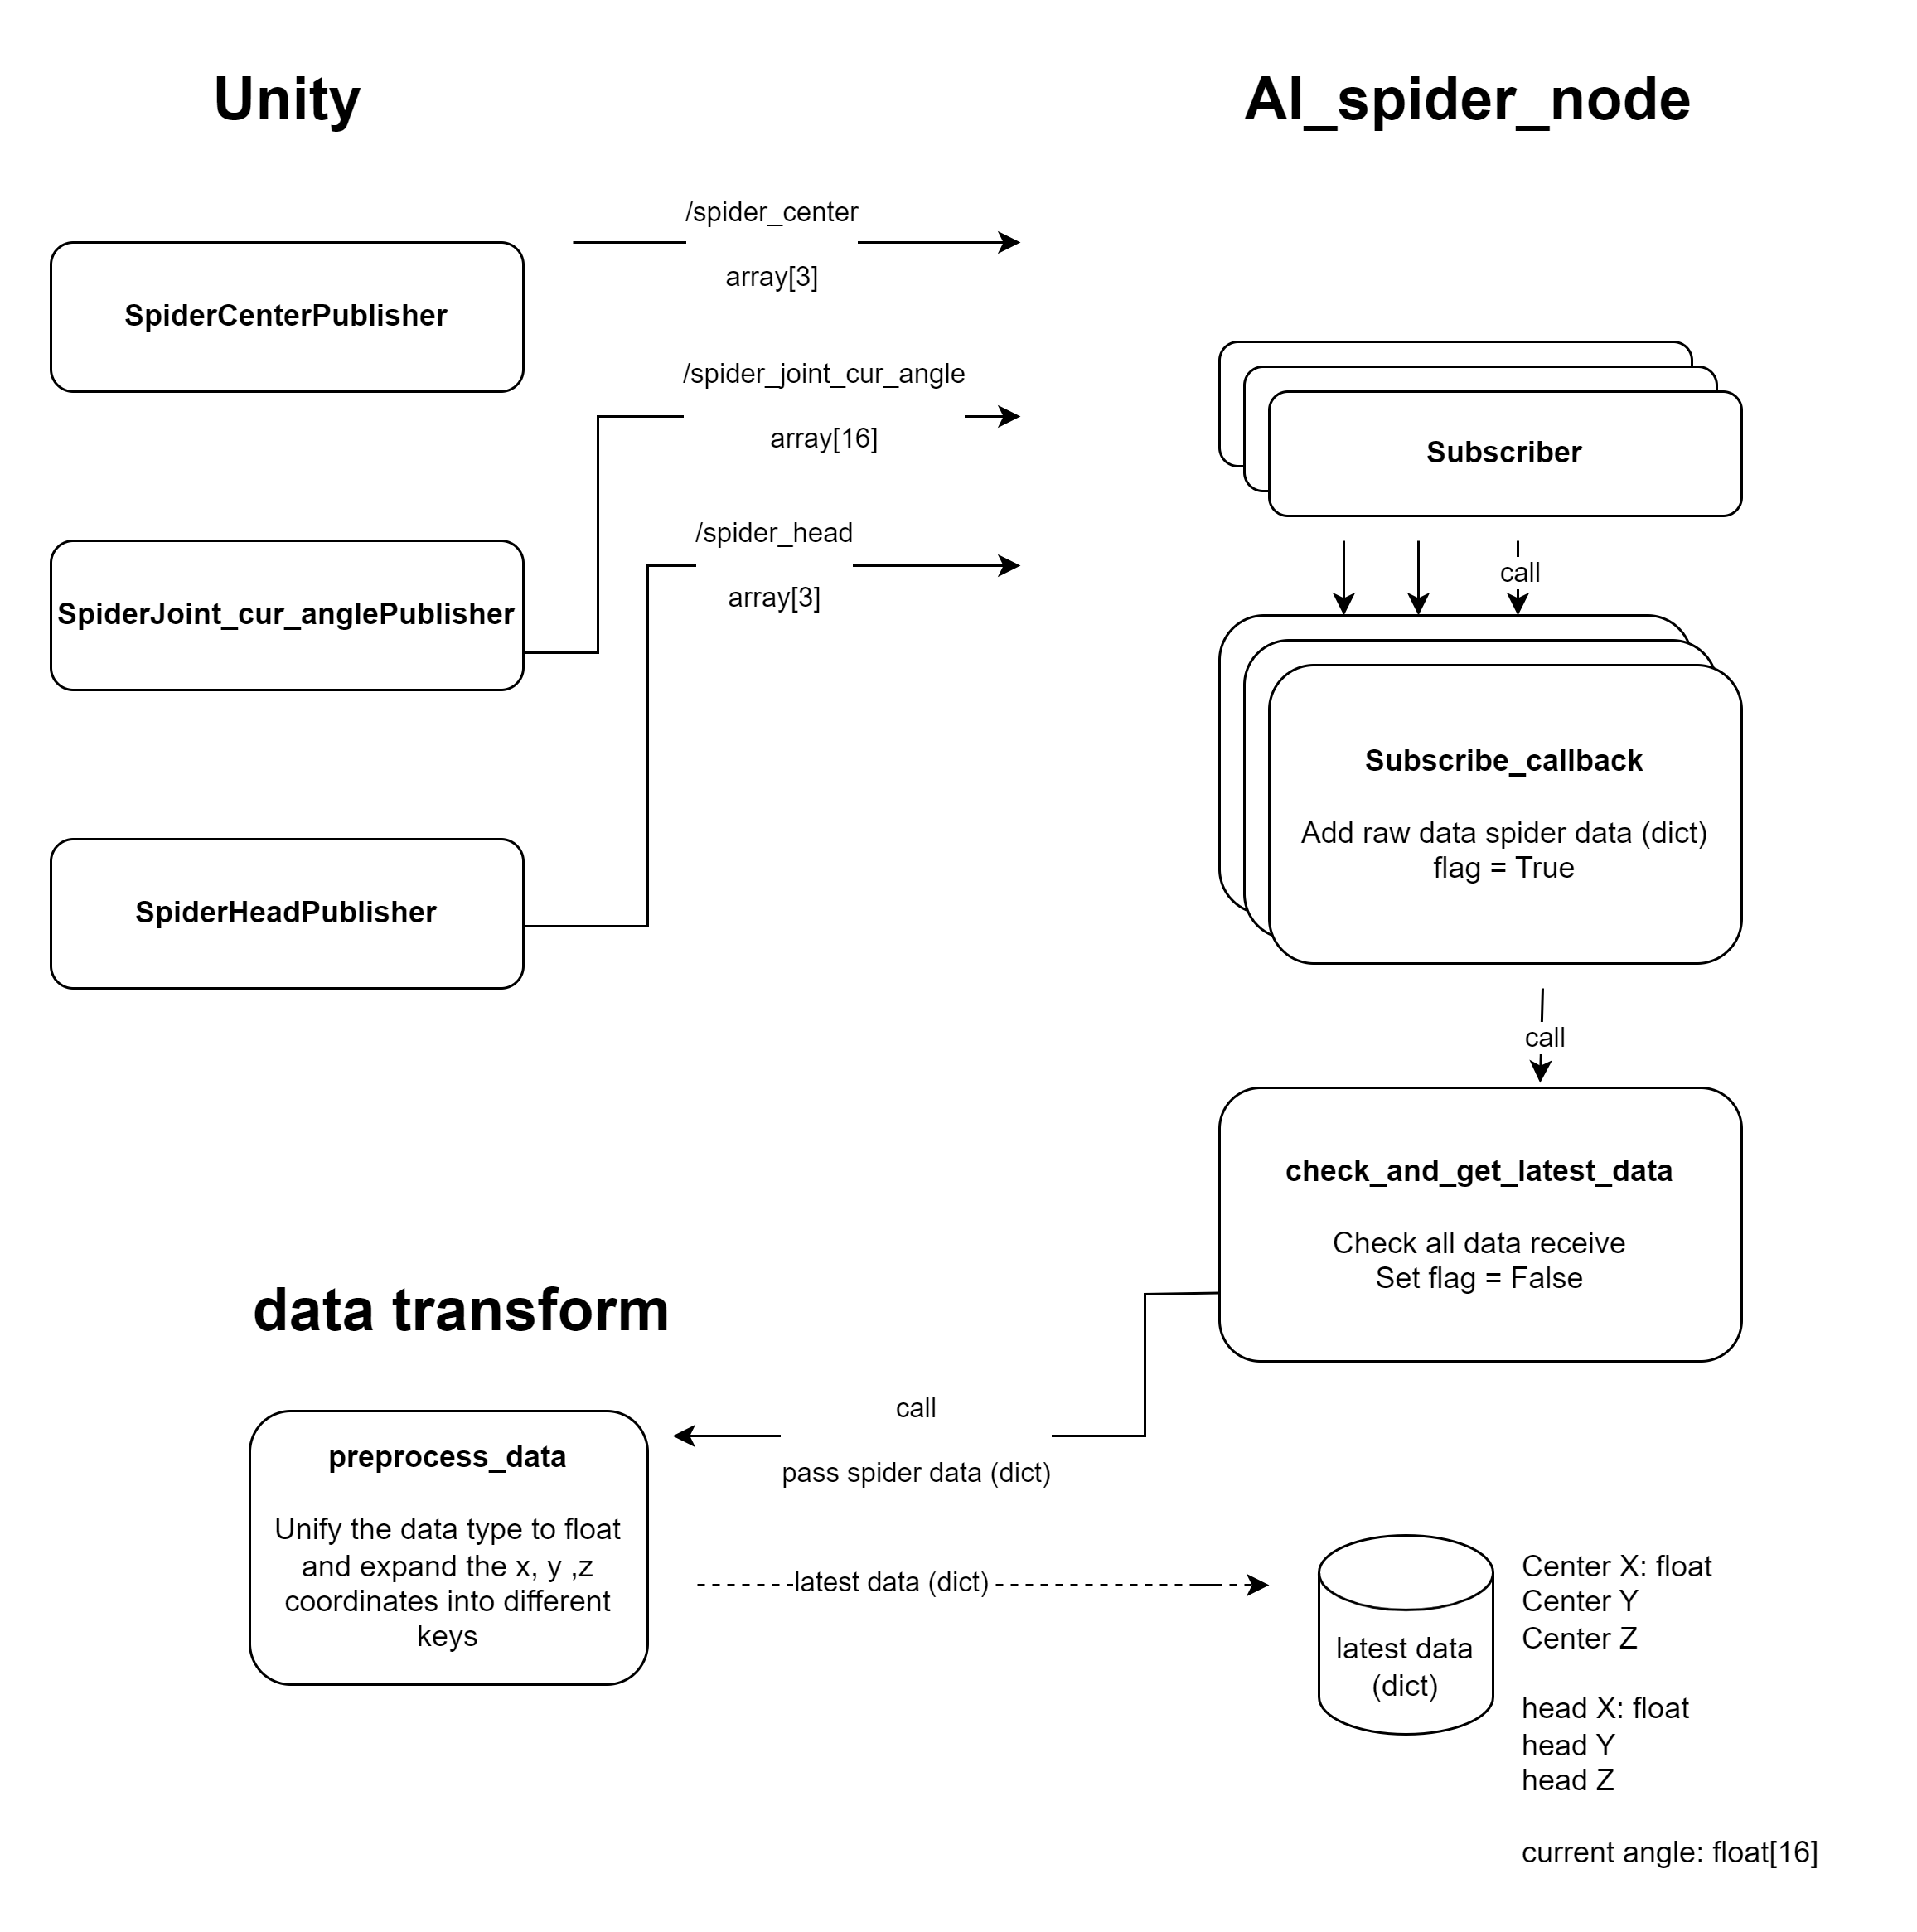 Unity
AI_spider_node
/spider_center
array[3]
SpiderCenterPublisher
/spider_joint_cur_angle
array[16]
Subscriber
/spider_head
array[3]
call
SpiderJoint_cur_anglePublisher
Subscribe_callback
Add raw data spider data (dict)
flag = True
SpiderHeadPublisher
call
check_and_get_latest_data
Check all data receive
Set flag = False
data transform
call
pass spider data (dict)
preprocess_data
Unify the data type to float
and expand the x, y ,z
coordinates into different
keys
latest data (dict)
latest data
(dict)
Center X: float
Center Y
Center Z
head X: float
head Y
head Z
current angle: float[16]